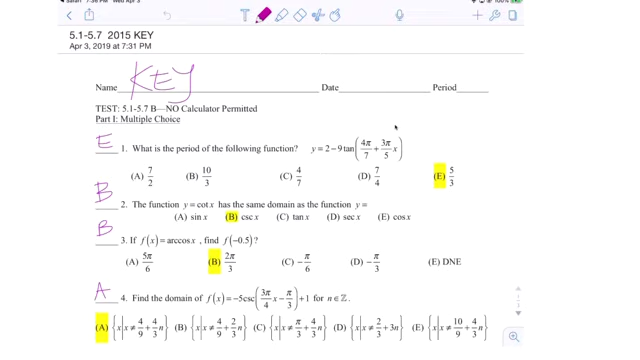 Safari 7:36 PM Wed Apr 3 100%
5.1-5.7 2015 KEY
Apr 3, 2019 at 7:31 PM
Name KEY Date Period
TEST: 5.1-5.7 B—NO Calculator Permitted
Part I: Multiple Choice
E 1. What is the period of the following function? y = 2 − 9 tan(4π/7 + 3π/5 x)
(A) 7/2 (B) 10/3 (C) 4/7 (D) 7/4 (E) 5/3
B 2. The function y = cot x has the same domain as the function y =
(A) sin x (B) csc x (C) tan x (D) sec x (E) cos x
B 3. If f(x) = arccos x, find f(−0.5)?
(A) 5π/6 (B) 2π/3 (C) −π/6 (D) −π/3 (E) DNE
A 4. Find the domain of f(x) = −5csc(3π/4 x − π/3) + 1 for n ∈ ℤ.
(A) {x | x ≠ 4/9 + 4/3 n} (B) {x | x ≠ 4/9 + 2/3 n} (C) {x | x ≠ π/3 + 4/3 n} (D) {x | x ≠ 2/3 + 3n} (E) {x | x ≠ 10/9 + 4/3 n}